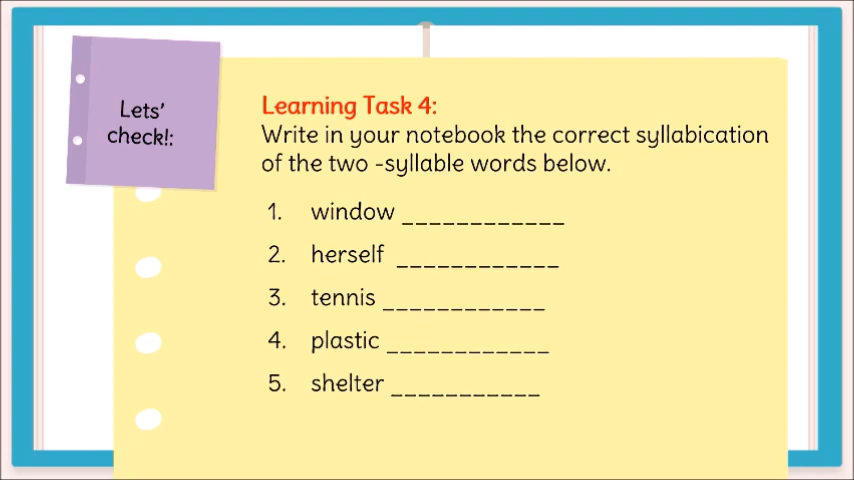 Lets'
check!:
Learning Task 4:
Write in your notebook the correct syllabication
of the two -syllable words below.
1. window ____________
2. herself ____________
3. tennis ____________
4. plastic ____________
5. shelter ___________